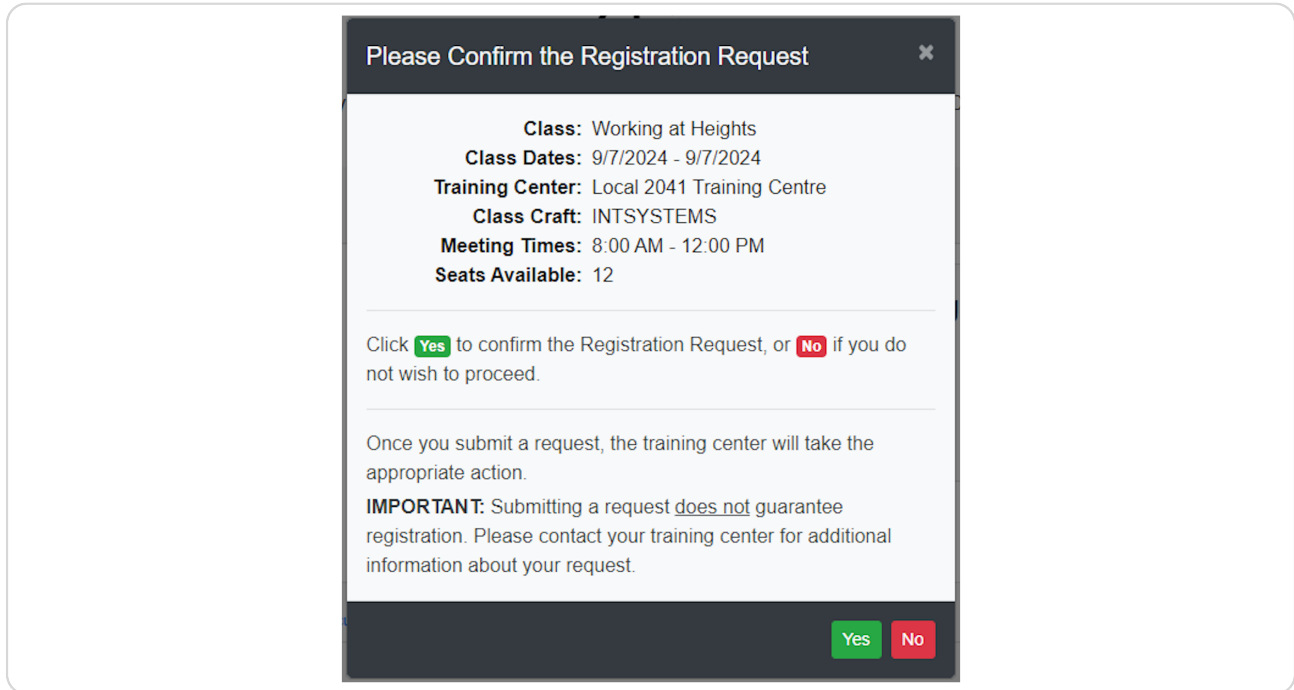 Please Confirm the Registration Request ×
Class: Working at Heights
Class Dates: 9/7/2024 - 9/7/2024
Training Center: Local 2041 Training Centre
Class Craft: INTSYSTEMS
Meeting Times: 8:00 AM - 12:00 PM
Seats Available: 12
Click Yes to confirm the Registration Request, or No if you do
not wish to proceed.
Once you submit a request, the training center will take the
appropriate action.
IMPORTANT: Submitting a request does not guarantee
registration. Please contact your training center for additional
information about your request.
Yes No